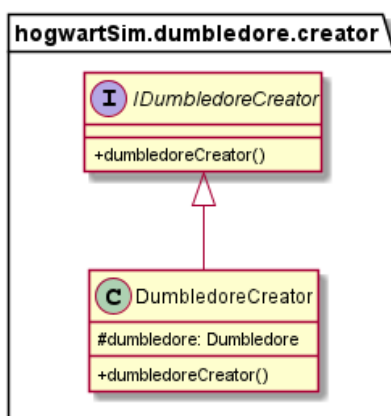 hogwartSim.dumbledore.creator
I IDumbledoreCreator
+dumbledoreCreator()
C DumbledoreCreator
#dumbledore: Dumbledore
+dumbledoreCreator()